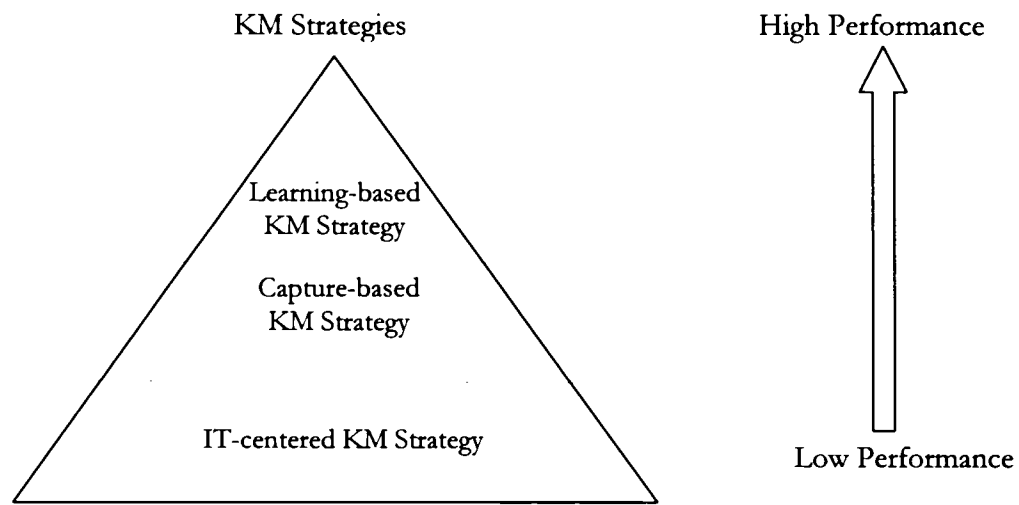 KM Strategies
High Performance
Learning-based
KM Strategy
Capture-based
KM Strategy
IT-centered KM Strategy
Low Performance